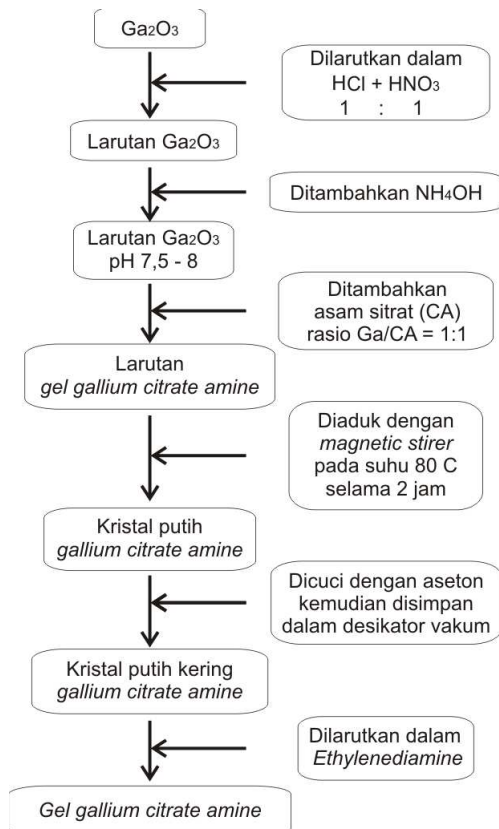 Ga₂O₃
Dilarutkan dalam
HCl + HNO₃
1 : 1
Larutan Ga₂O₃
Ditambahkan NH₄OH
Larutan Ga₂O₃
pH 7,5 - 8
Ditambahkan
asam sitrat (CA)
rasio Ga/CA = 1:1
Larutan
gel gallium citrate amine
Diaduk dengan
magnetic stirer
pada suhu 80 C
selama 2 jam
Kristal putih
gallium citrate amine
Dicuci dengan aseton
kemudian disimpan
dalam desikator vakum
Kristal putih kering
gallium citrate amine
Dilarutkan dalam
Ethylenediamine
Gel gallium citrate amine